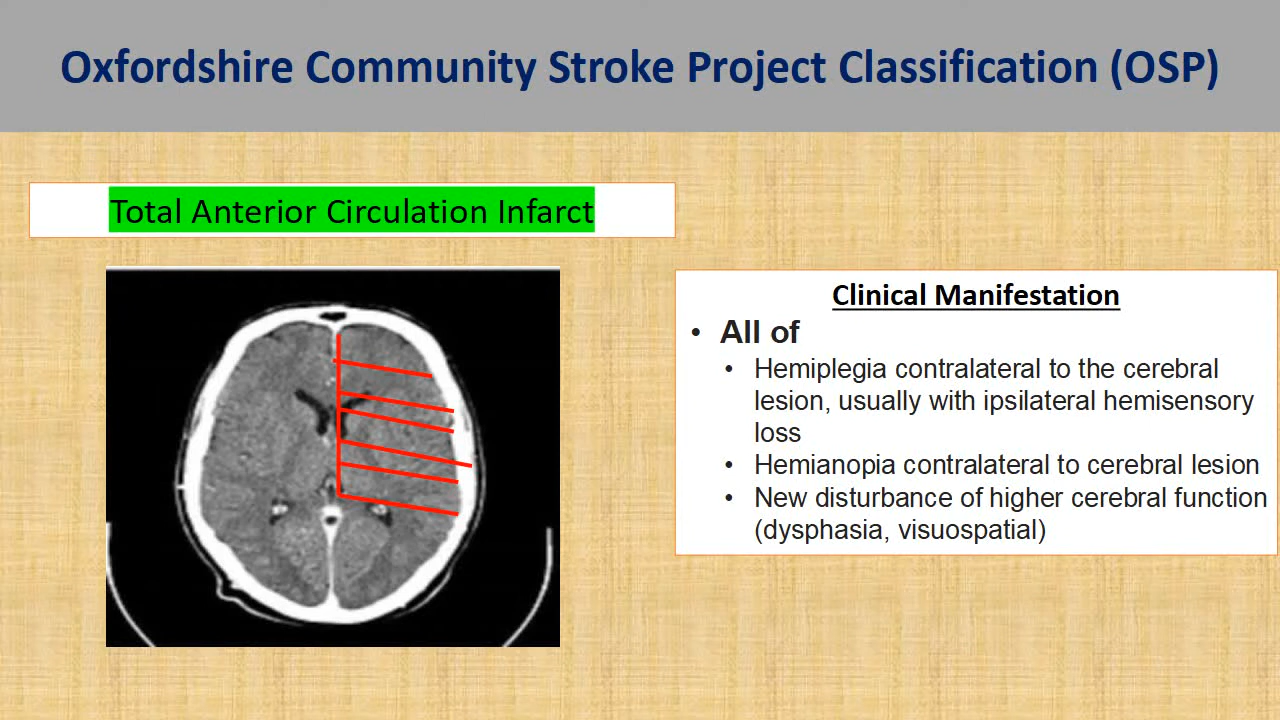 Oxfordshire Community Stroke Project Classification (OSP)
Total Anterior Circulation Infarct
Clinical Manifestation
• All of
• Hemiplegia contralateral to the cerebral
lesion, usually with ipsilateral hemisensory
loss
• Hemianopia contralateral to cerebral lesion
• New disturbance of higher cerebral function
(dysphasia, visuospatial)